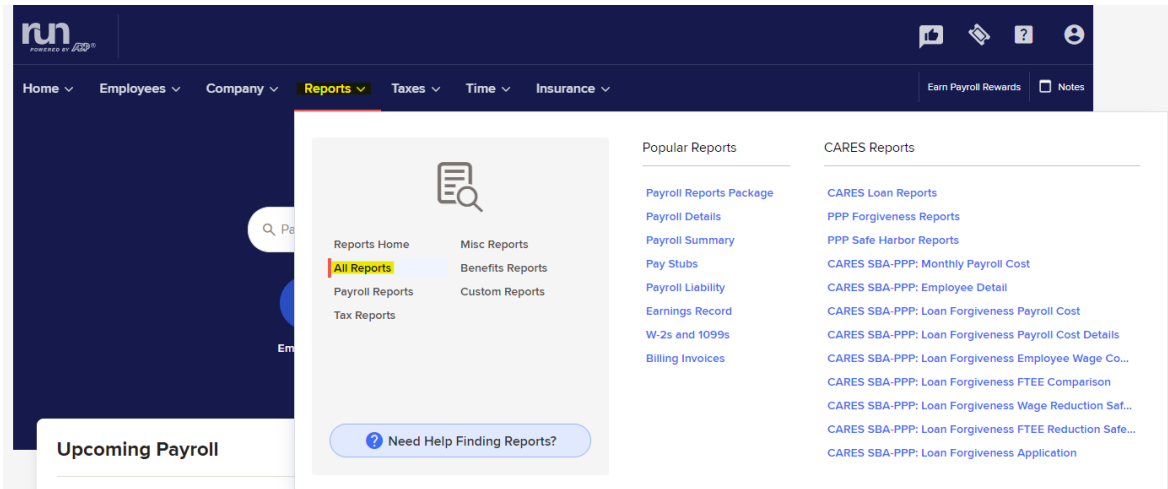 run
POWERED BY ADP®
Home Employees Company Reports Taxes Time Insurance Earn Payroll Rewards Notes
Reports Home Misc Reports
All Reports Benefits Reports
Payroll Reports Custom Reports
Tax Reports
Need Help Finding Reports?
Popular Reports
Payroll Reports Package
Payroll Details
Payroll Summary
Pay Stubs
Payroll Liability
Earnings Record
W-2s and 1099s
Billing Invoices
CARES Reports
CARES Loan Reports
PPP Forgiveness Reports
PPP Safe Harbor Reports
CARES SBA-PPP: Monthly Payroll Cost
CARES SBA-PPP: Employee Detail
CARES SBA-PPP: Loan Forgiveness Payroll Cost
CARES SBA-PPP: Loan Forgiveness Payroll Cost Details
CARES SBA-PPP: Loan Forgiveness Employee Wage Co...
CARES SBA-PPP: Loan Forgiveness FTEE Comparison
CARES SBA-PPP: Loan Forgiveness Wage Reduction Saf...
CARES SBA-PPP: Loan Forgiveness FTEE Reduction Safe...
CARES SBA-PPP: Loan Forgiveness Application
Pa
Em
Upcoming Payroll